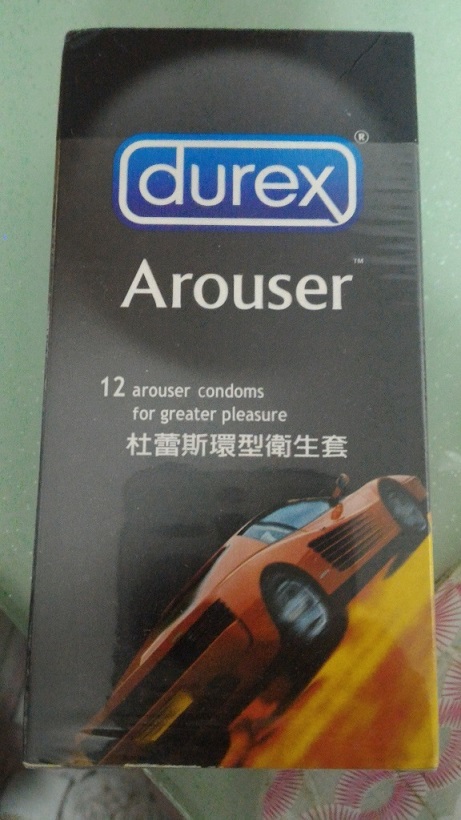 durex®
Arouser™
12 arouser condoms
for greater pleasure
杜蕾斯環型衛生套